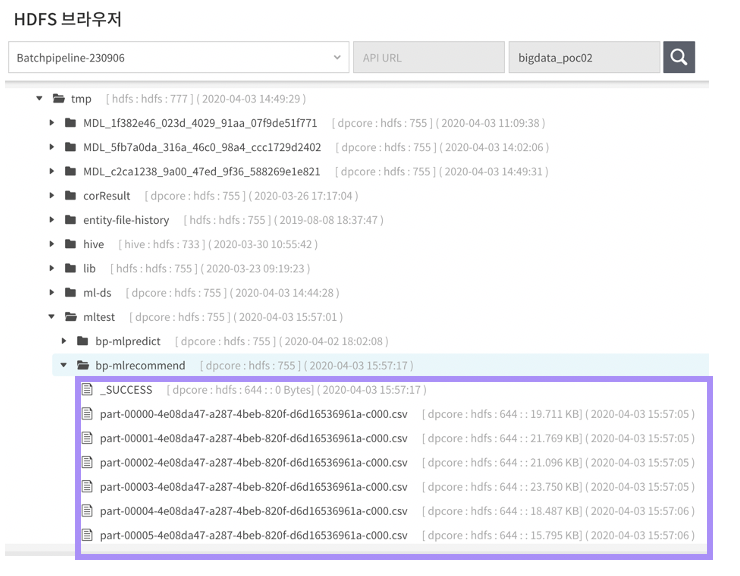 HDFS 브라우저
Batchpipeline-230906 API URL bigdata_poc02
tmp [ hdfs : hdfs : 777 ] ( 2020-04-03 14:49:29 )
MDL_1f382e46_023d_4029_91aa_07f9de51f771 [ dpcore : hdfs : 755 ] ( 2020-04-03 11:09:38 )
MDL_5fb7a0da_316a_46c0_98a4_ccc1729d2402 [ dpcore : hdfs : 755 ] ( 2020-04-03 14:02:06 )
MDL_c2ca1238_9a00_47ed_9f36_588269e1e821 [ dpcore : hdfs : 755 ] ( 2020-04-03 14:49:31 )
corResult [ dpcore : hdfs : 755 ] ( 2020-03-26 17:17:04 )
entity-file-history [ hdfs : hdfs : 755 ] ( 2019-08-08 18:37:47 )
hive [ hive : hdfs : 733 ] ( 2020-03-30 10:55:42 )
lib [ hdfs : hdfs : 755 ] ( 2020-03-23 09:19:23 )
ml-ds [ dpcore : hdfs : 755 ] ( 2020-04-03 14:44:28 )
mltest [ dpcore : hdfs : 755 ] ( 2020-04-03 15:57:01 )
bp-mlpredict [ dpcore : hdfs : 755 ] ( 2020-04-02 18:02:08 )
bp-mlrecommend [ dpcore : hdfs : 755 ] ( 2020-04-03 15:57:17 )
_SUCCESS [ dpcore : hdfs : 644 : : 0 Bytes] ( 2020-04-03 15:57:17 )
part-00000-4e08da47-a287-4beb-820f-d6d16536961a-c000.csv [ dpcore : hdfs : 644 : : 19.711 KB] ( 2020-04-03 15:57:05 )
part-00001-4e08da47-a287-4beb-820f-d6d16536961a-c000.csv [ dpcore : hdfs : 644 : : 21.769 KB] ( 2020-04-03 15:57:05 )
part-00002-4e08da47-a287-4beb-820f-d6d16536961a-c000.csv [ dpcore : hdfs : 644 : : 21.096 KB] ( 2020-04-03 15:57:05 )
part-00003-4e08da47-a287-4beb-820f-d6d16536961a-c000.csv [ dpcore : hdfs : 644 : : 23.750 KB] ( 2020-04-03 15:57:05 )
part-00004-4e08da47-a287-4beb-820f-d6d16536961a-c000.csv [ dpcore : hdfs : 644 : : 18.487 KB] ( 2020-04-03 15:57:06 )
part-00005-4e08da47-a287-4beb-820f-d6d16536961a-c000.csv [ dpcore : hdfs : 644 : : 15.795 KB] ( 2020-04-03 15:57:06 )